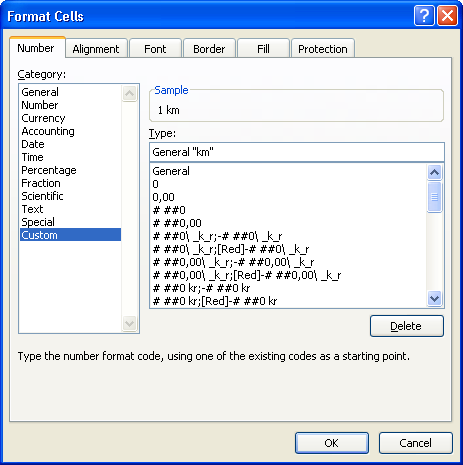 Format Cells
Number Alignment Font Border Fill Protection
Category:
General
Number
Currency
Accounting
Date
Time
Percentage
Fraction
Scientific
Text
Special
Custom
Sample
1 km
Type:
General "km"
General
0
0,00
# ##0
# ##0,00
# ##0\ _k_r;-# ##0\ _k_r
# ##0\ _k_r;[Red]-# ##0\ _k_r
# ##0,00\ _k_r;-# ##0,00\ _k_r
# ##0,00\ _k_r;[Red]-# ##0,00\ _k_r
# ##0 kr;-# ##0 kr
# ##0 kr;[Red]-# ##0 kr
Delete
Type the number format code, using one of the existing codes as a starting point.
OK Cancel